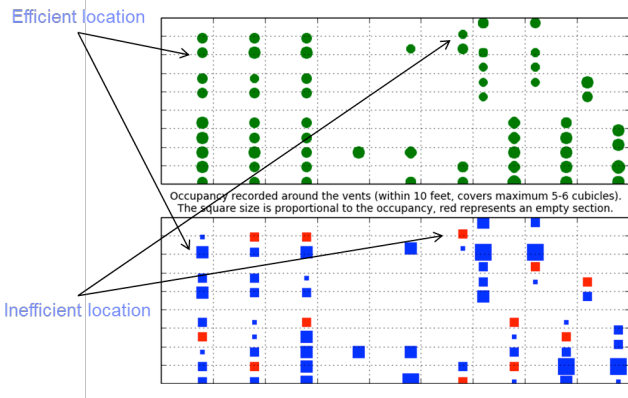 Efficient location
Occupancy recorded around the vents (within 10 feet, covers maximum 5-6 cubicles).
The square size is proportional to the occupancy, red represents an empty section.
Inefficient location